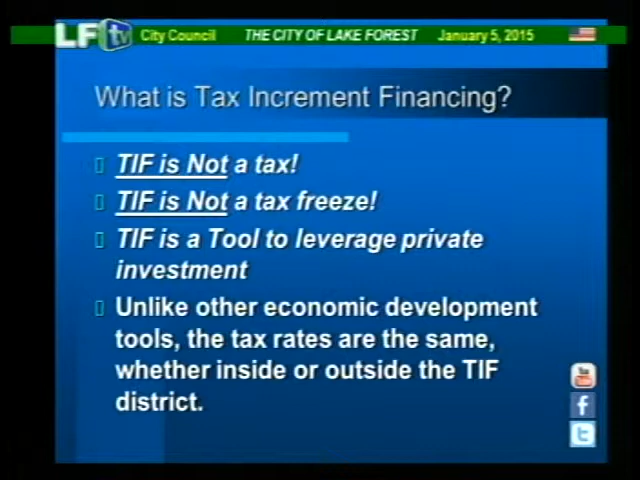 LFtv City Council THE CITY OF LAKE FOREST January 5, 2015
What is Tax Increment Financing?
TIF is Not a tax!
TIF is Not a tax freeze!
TIF is a Tool to leverage private
investment
Unlike other economic development
tools, the tax rates are the same,
whether inside or outside the TIF
district.
You
f
t